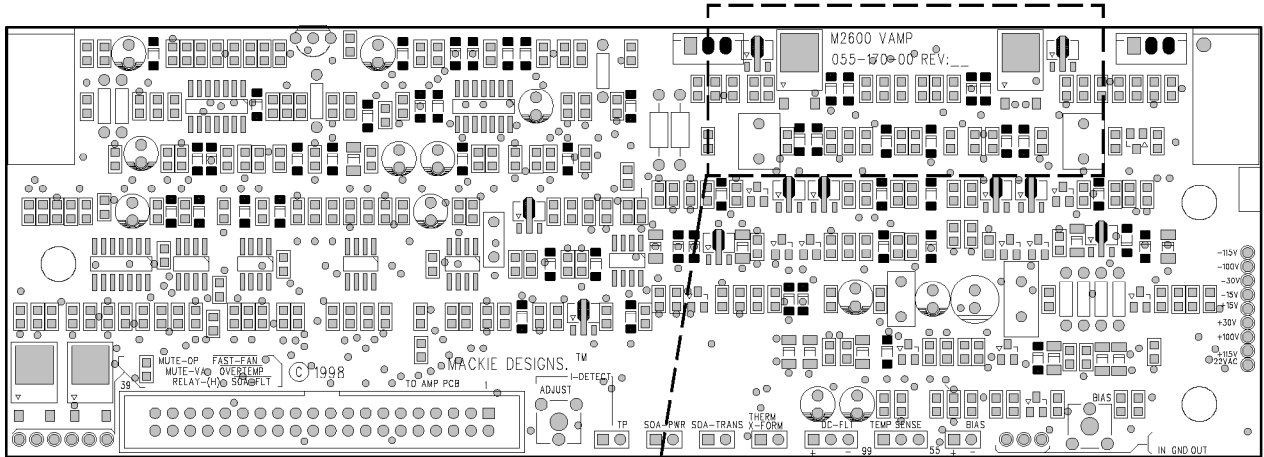 M2600 VAMP
055-170-00 REV:__
-115V
-100V
-30V
-15V
+15V
+30V
+100V
+115V
22VAC
MUTE-OP FAST-FAN
MUTE-VA OVERTEMP
RELAY-(H) SOA-FLT
© 1998
MACKIE DESIGNS. TM
39
TO AMP PCB 1
I-DETECT
ADJUST
TP
SOA-PWR
SOA-TRANS
THERM
X-FORM
DC-FLT
+ - 99
TEMP SENSE
55
BIAS
+ -
BIAS
IN GND OUT